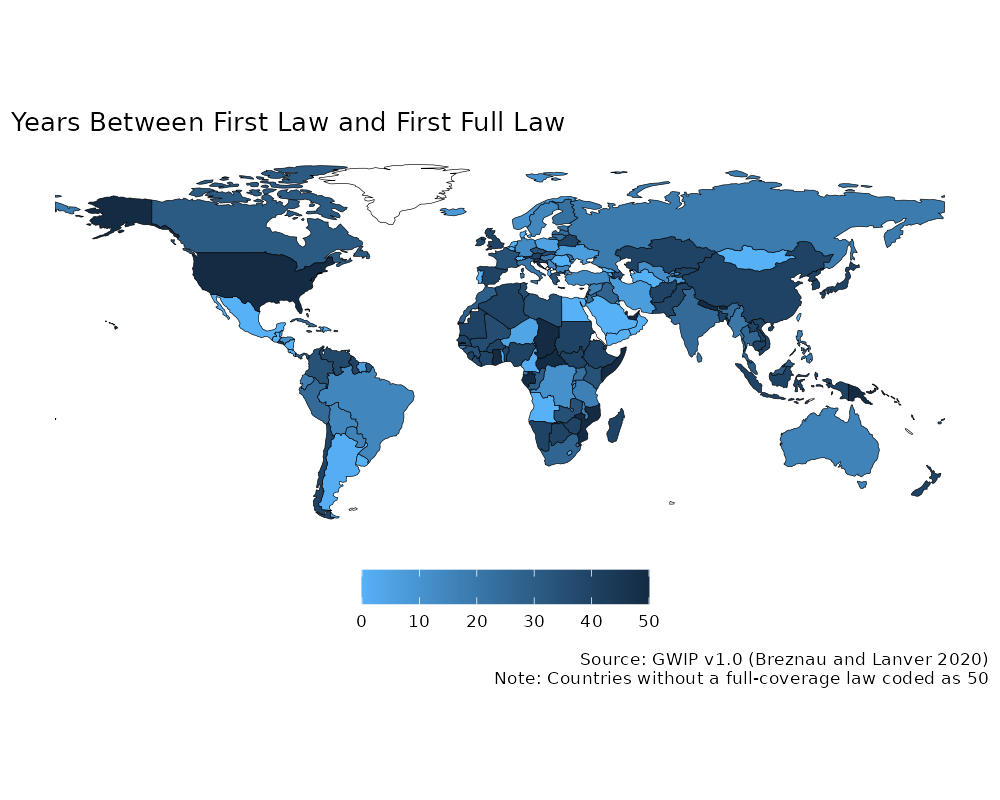 Years Between First Law and First Full Law
0 10 20 30 40 50
Source: GWIP v1.0 (Breznau and Lanver 2020)
Note: Countries without a full-coverage law coded as 50